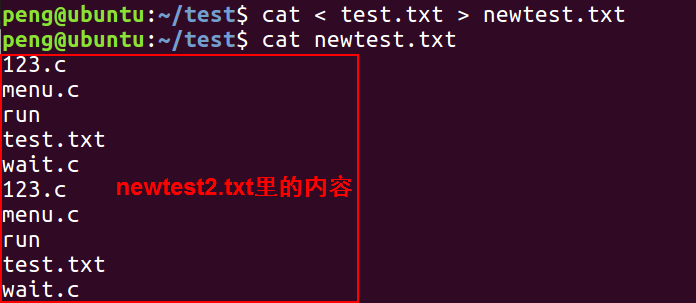 peng@ubuntu:~/test$ cat < test.txt > newtest.txt
peng@ubuntu:~/test$ cat newtest.txt
123.c
menu.c
run
test.txt
wait.c
123.c
newtest2.txt里的内容
menu.c
run
test.txt
wait.c